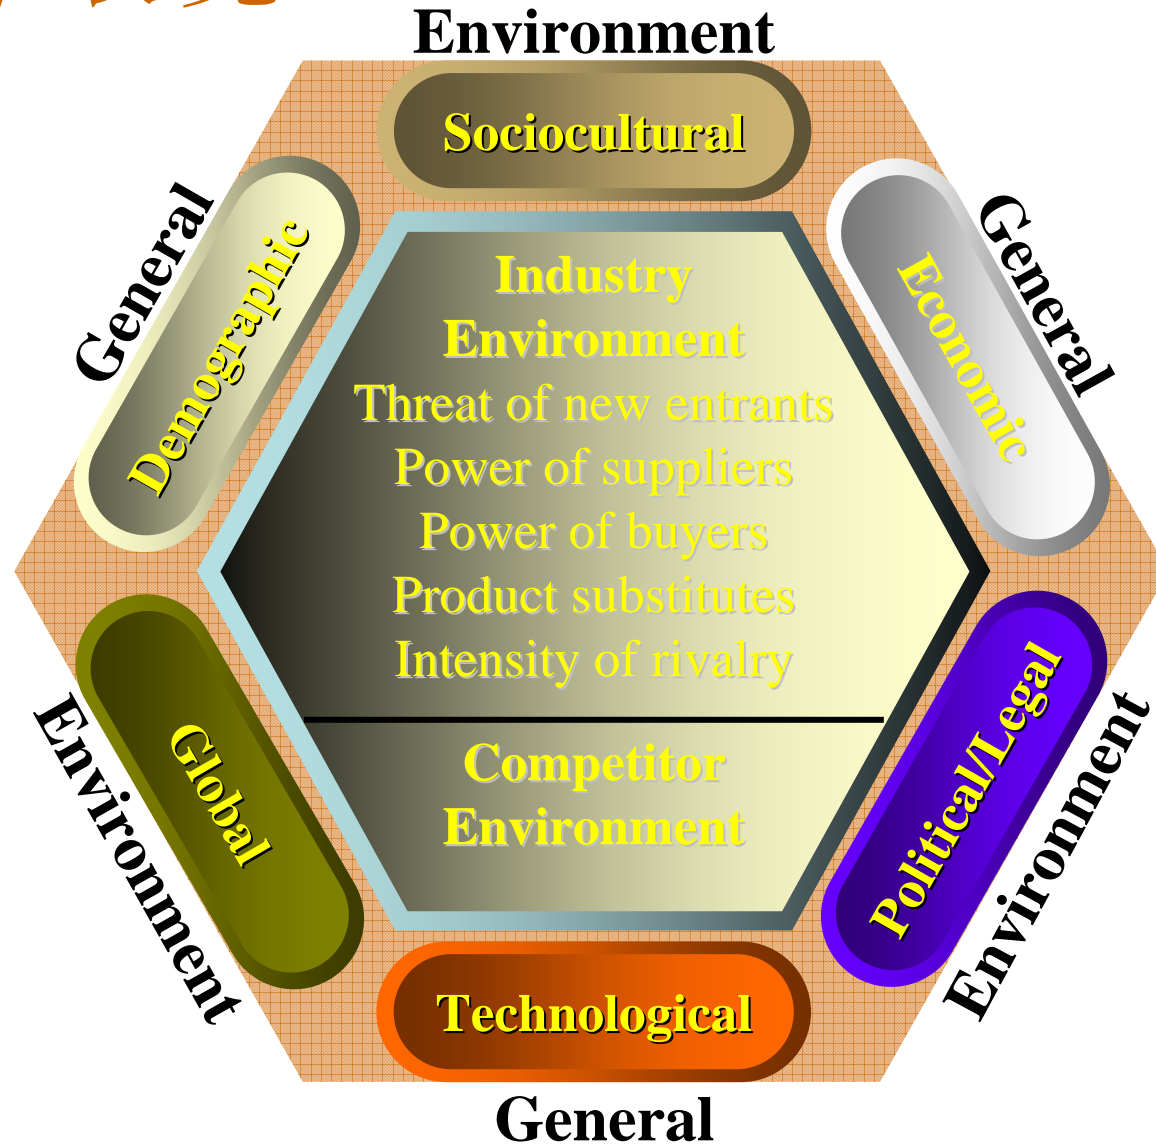 Environment
Sociocultural
General
Demographic
Economic
General
Industry
Environment
Threat of new entrants
Power of suppliers
Power of buyers
Product substitutes
Intensity of rivalry
Competitor
Environment
Global
Environment
Political/Legal
Environment
Technological
General